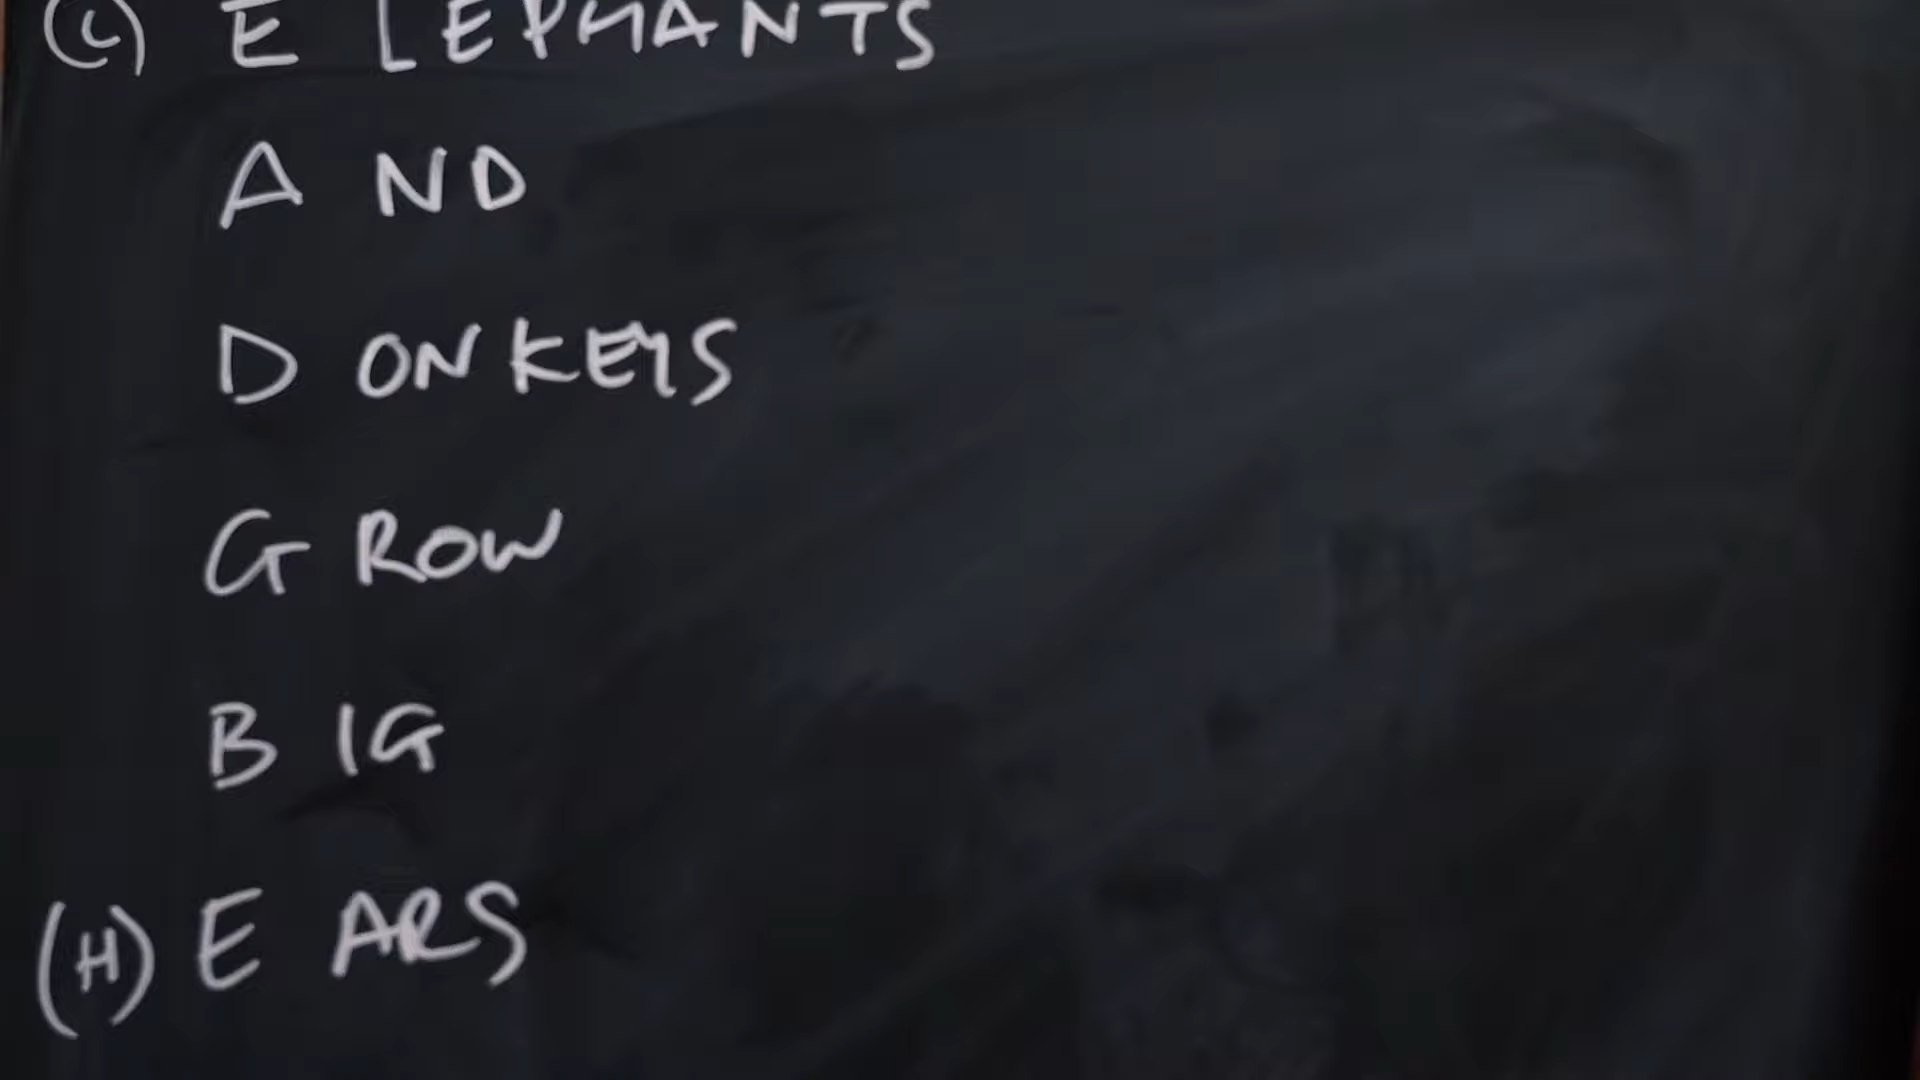 (L) E LEPHANTS
A ND
D ONKEYS
G ROW
B IG
(H) E ARS